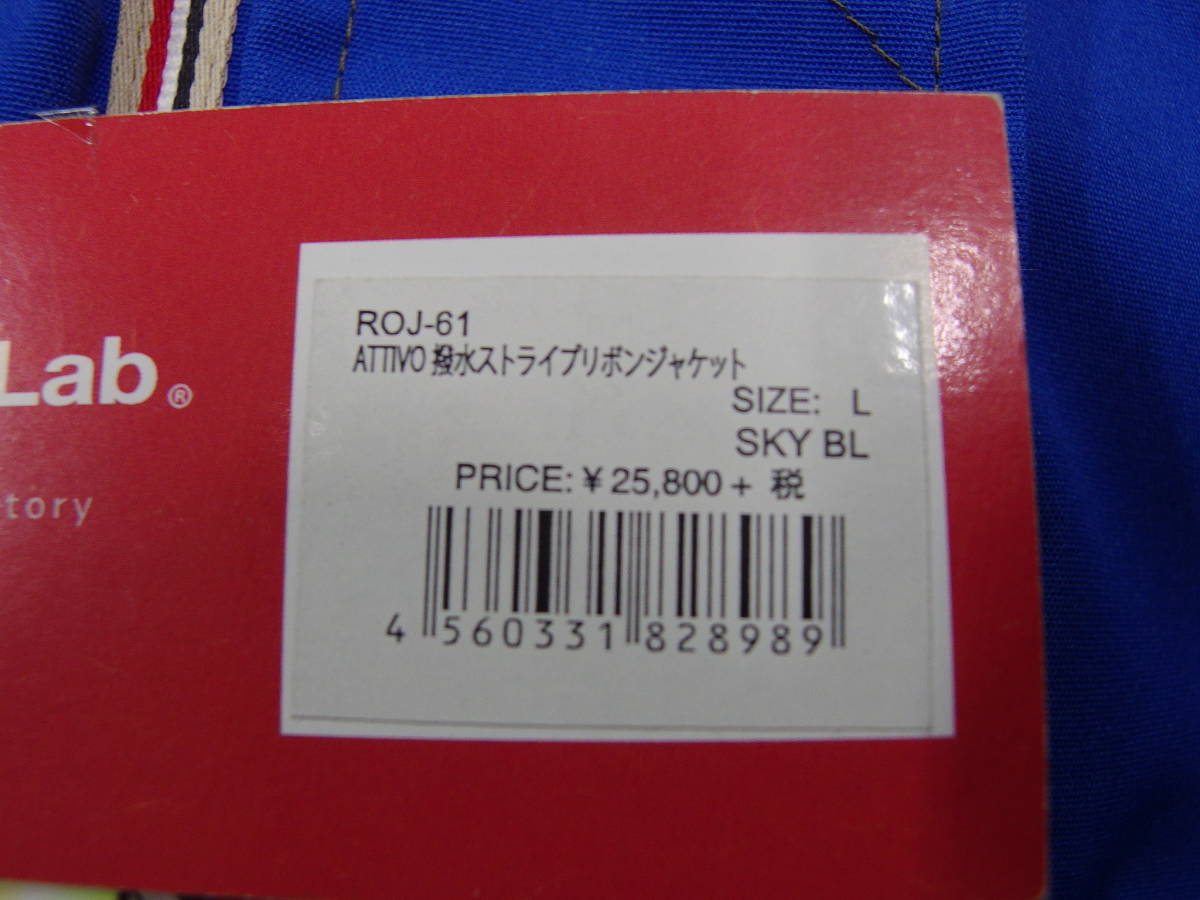 Lab®
tory
ROJ-61
ATTIVO 撥水ストライプリボンジャケット
SIZE: L
SKY BL
PRICE: ¥ 25,800 + 税
4 560331 828989